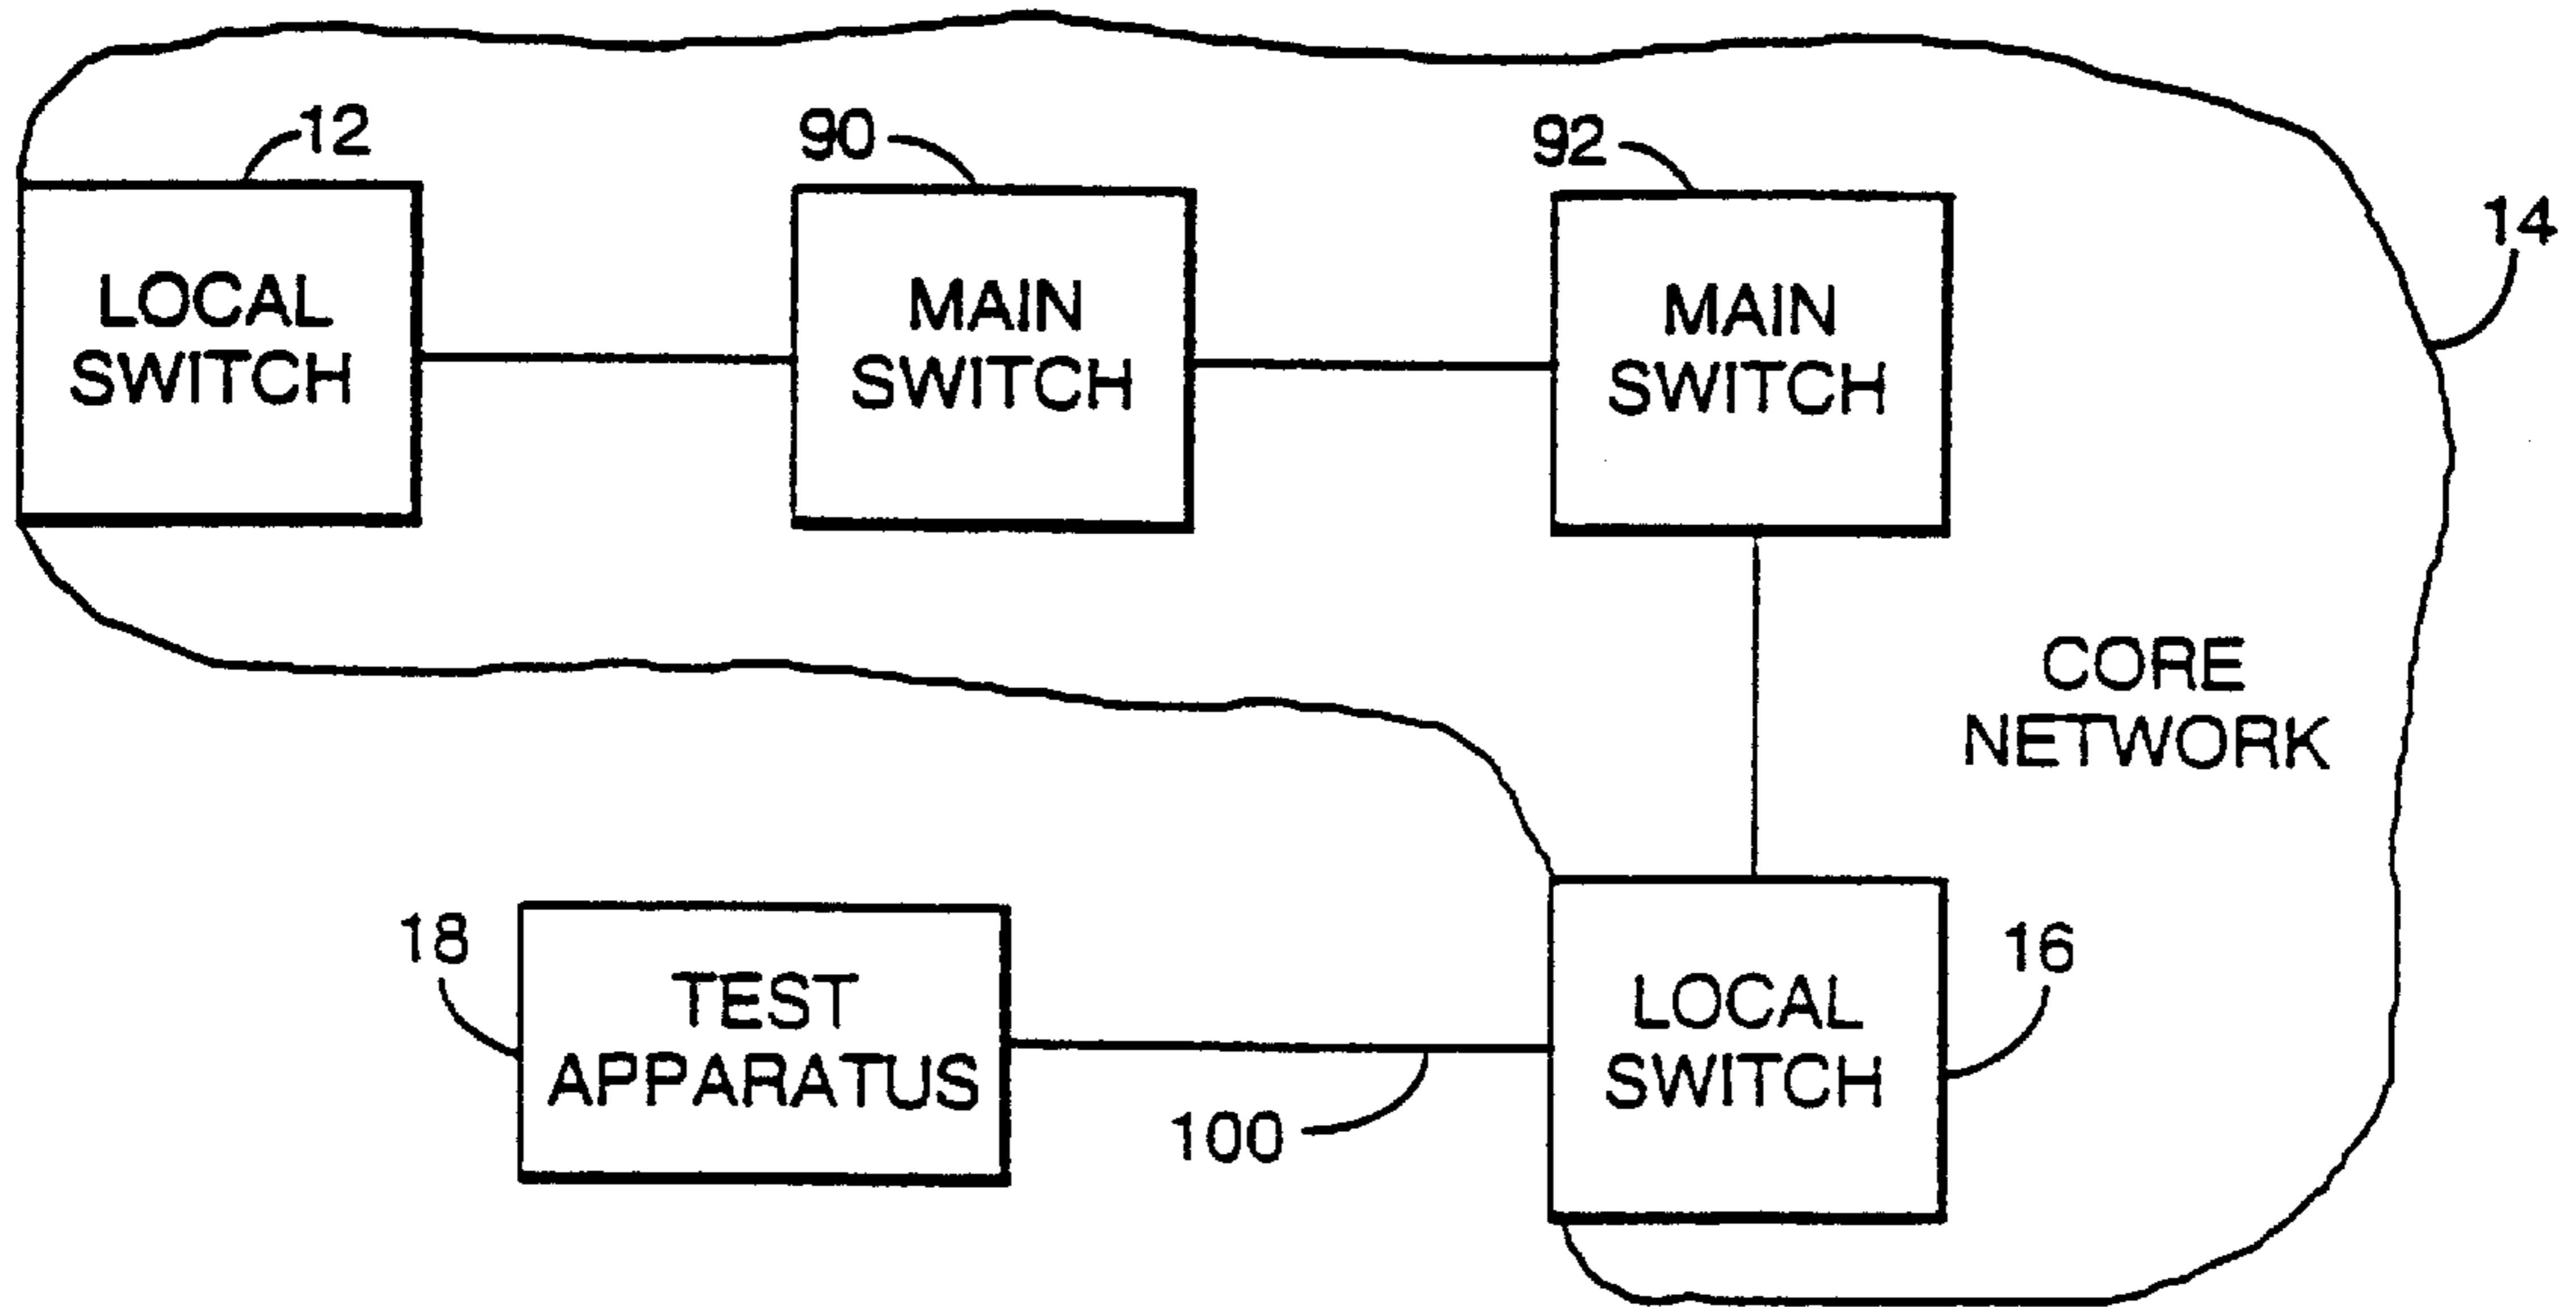 12
90
92
14
LOCAL
SWITCH
MAIN
SWITCH
MAIN
SWITCH
CORE
NETWORK
18
TEST
APPARATUS
100
LOCAL
SWITCH
16